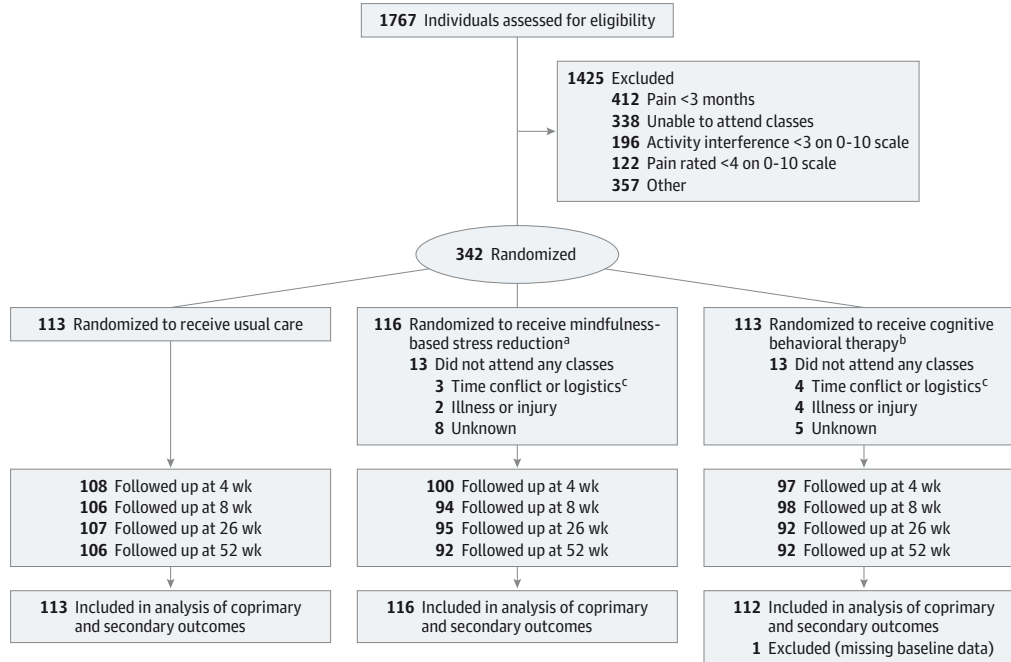 1767 Individuals assessed for eligibility
1425 Excluded
412 Pain <3 months
338 Unable to attend classes
196 Activity interference <3 on 0-10 scale
122 Pain rated <4 on 0-10 scale
357 Other
342 Randomized
113 Randomized to receive usual care
116 Randomized to receive mindfulness-
based stress reductionᵃ
13 Did not attend any classes
3 Time conflict or logisticsᶜ
2 Illness or injury
8 Unknown
113 Randomized to receive cognitive
behavioral therapyᵇ
13 Did not attend any classes
4 Time conflict or logisticsᶜ
4 Illness or injury
5 Unknown
108 Followed up at 4 wk
106 Followed up at 8 wk
107 Followed up at 26 wk
106 Followed up at 52 wk
100 Followed up at 4 wk
94 Followed up at 8 wk
95 Followed up at 26 wk
92 Followed up at 52 wk
97 Followed up at 4 wk
98 Followed up at 8 wk
92 Followed up at 26 wk
92 Followed up at 52 wk
113 Included in analysis of coprimary
and secondary outcomes
116 Included in analysis of coprimary
and secondary outcomes
112 Included in analysis of coprimary
and secondary outcomes
1 Excluded (missing baseline data)